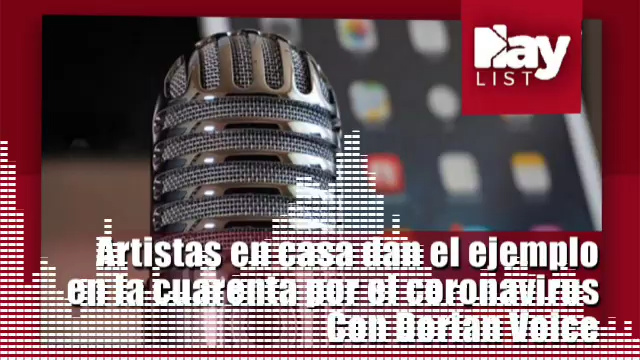 Play
LIST
Artistas en casa dan el ejemplo
en la cuarenta por el coronavirus
Con Dorian Voice